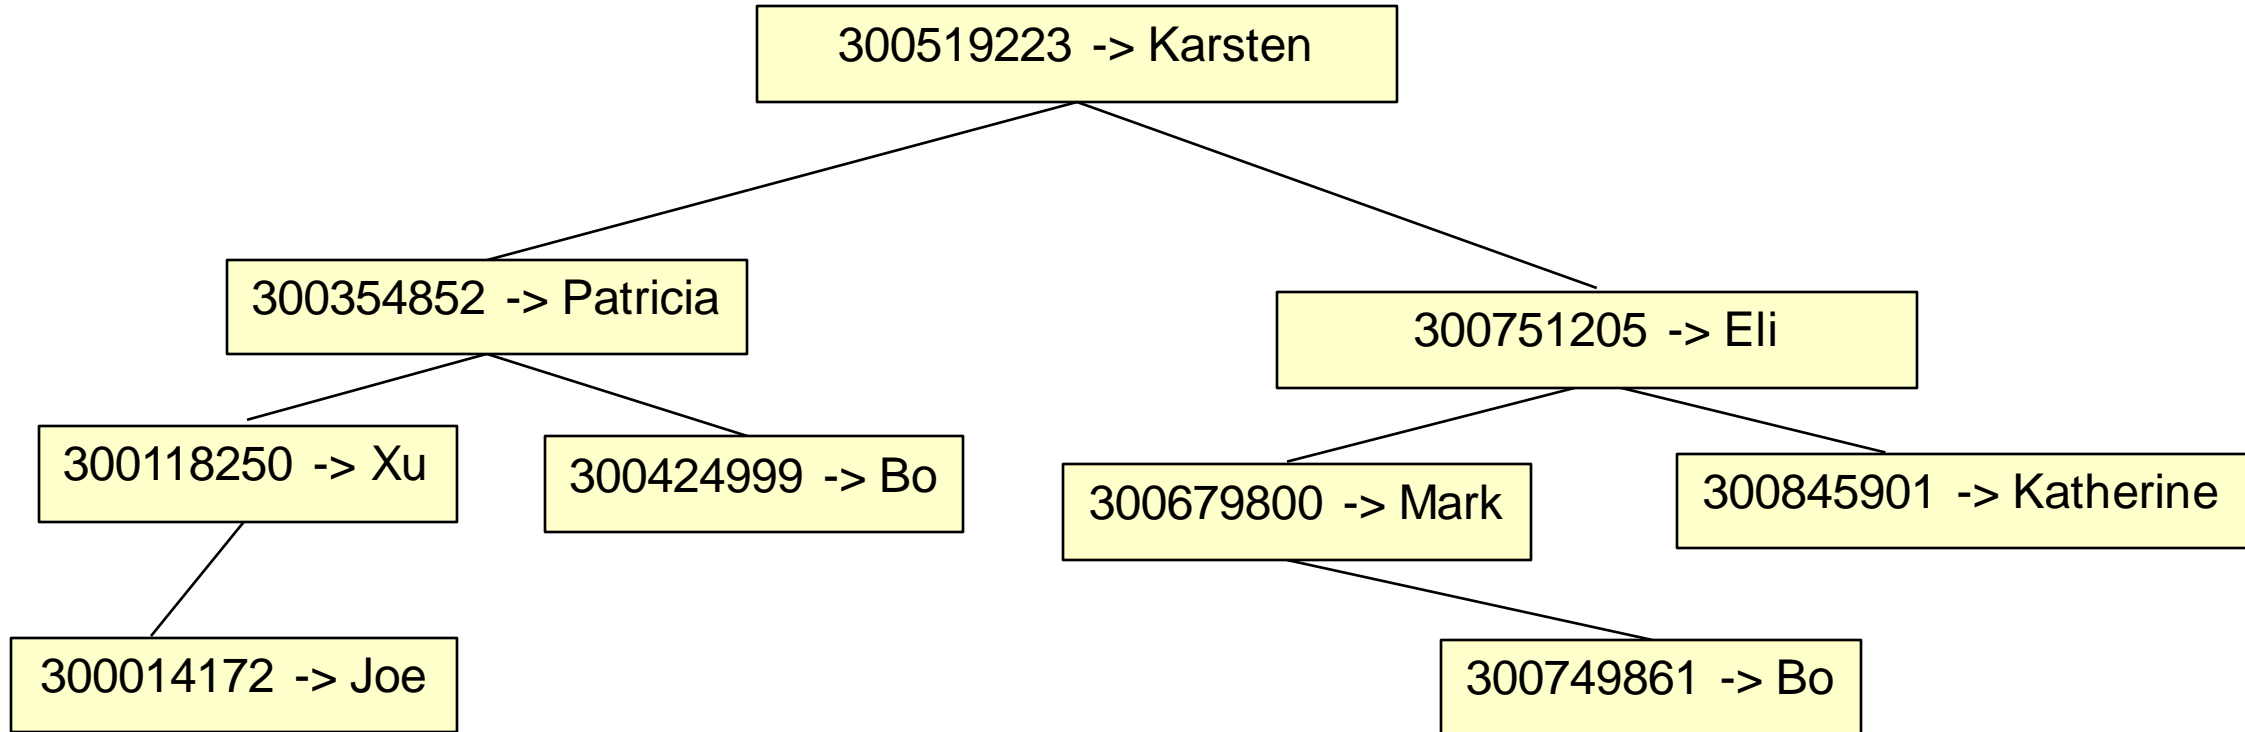 300519223 -> Karsten
300354852 -> Patricia
300751205 -> Eli
300118250 -> Xu
300424999 -> Bo
300679800 -> Mark
300845901 -> Katherine
300014172 -> Joe
300749861 -> Bo